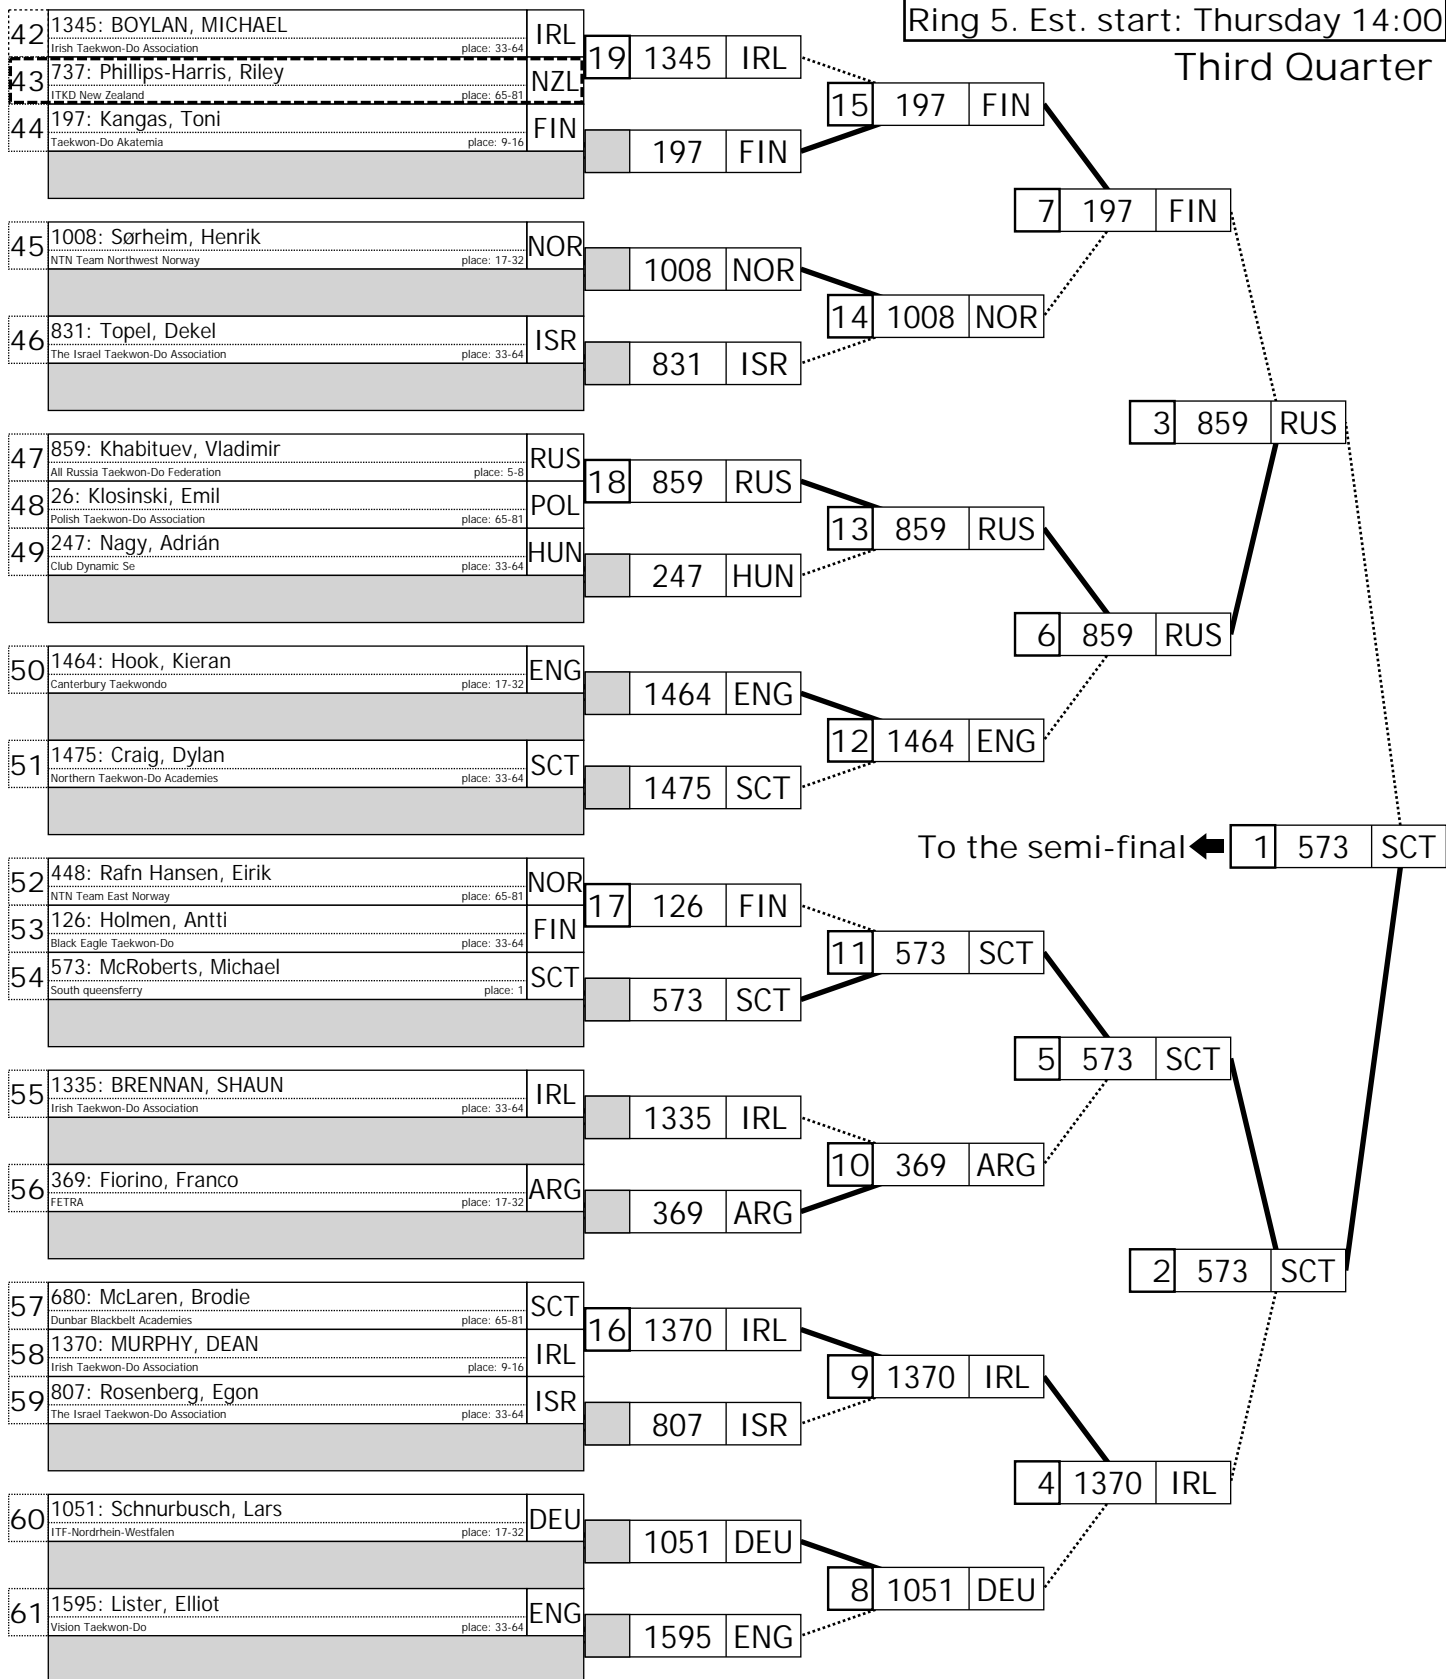 Ring 5. Est. start: Thursday 14:00
Third Quarter
42 1345: BOYLAN, MICHAEL IRL
Irish Taekwon-Do Association place: 33-64
43 737: Phillips-Harris, Riley NZL
ITKD New Zealand place: 65-81
44 197: Kangas, Toni FIN
Taekwon-Do Akatemia place: 9-16
19 1345 IRL
197 FIN
15 197 FIN
7 197 FIN
45 1008: Sørheim, Henrik NOR
NTN Team Northwest Norway place: 17-32
46 831: Topel, Dekel ISR
The Israel Taekwon-Do Association place: 33-64
1008 NOR
831 ISR
14 1008 NOR
3 859 RUS
47 859: Khabituev, Vladimir RUS
All Russia Taekwon-Do Federation place: 5-8
48 26: Klosinski, Emil POL
Polish Taekwon-Do Association place: 65-81
49 247: Nagy, Adrián HUN
Club Dynamic Se place: 33-64
18 859 RUS
247 HUN
13 859 RUS
6 859 RUS
50 1464: Hook, Kieran ENG
Canterbury Taekwondo place: 17-32
51 1475: Craig, Dylan SCT
Northern Taekwon-Do Academies place: 33-64
1464 ENG
1475 SCT
12 1464 ENG
To the semi-final 1 573 SCT
52 448: Rafn Hansen, Eirik NOR
NTN Team East Norway place: 65-81
53 126: Holmen, Antti FIN
Black Eagle Taekwon-Do place: 33-64
54 573: McRoberts, Michael SCT
South queensferry place: 1
17 126 FIN
573 SCT
11 573 SCT
5 573 SCT
55 1335: BRENNAN, SHAUN IRL
Irish Taekwon-Do Association place: 33-64
56 369: Fiorino, Franco ARG
FETRA place: 17-32
1335 IRL
369 ARG
10 369 ARG
2 573 SCT
57 680: McLaren, Brodie SCT
Dunbar Blackbelt Academies place: 65-81
58 1370: MURPHY, DEAN IRL
Irish Taekwon-Do Association place: 9-16
59 807: Rosenberg, Egon ISR
The Israel Taekwon-Do Association place: 33-64
16 1370 IRL
807 ISR
9 1370 IRL
4 1370 IRL
60 1051: Schnurbusch, Lars DEU
ITF-Nordrhein-Westfalen place: 17-32
61 1595: Lister, Elliot ENG
Vision Taekwon-Do place: 33-64
1051 DEU
1595 ENG
8 1051 DEU